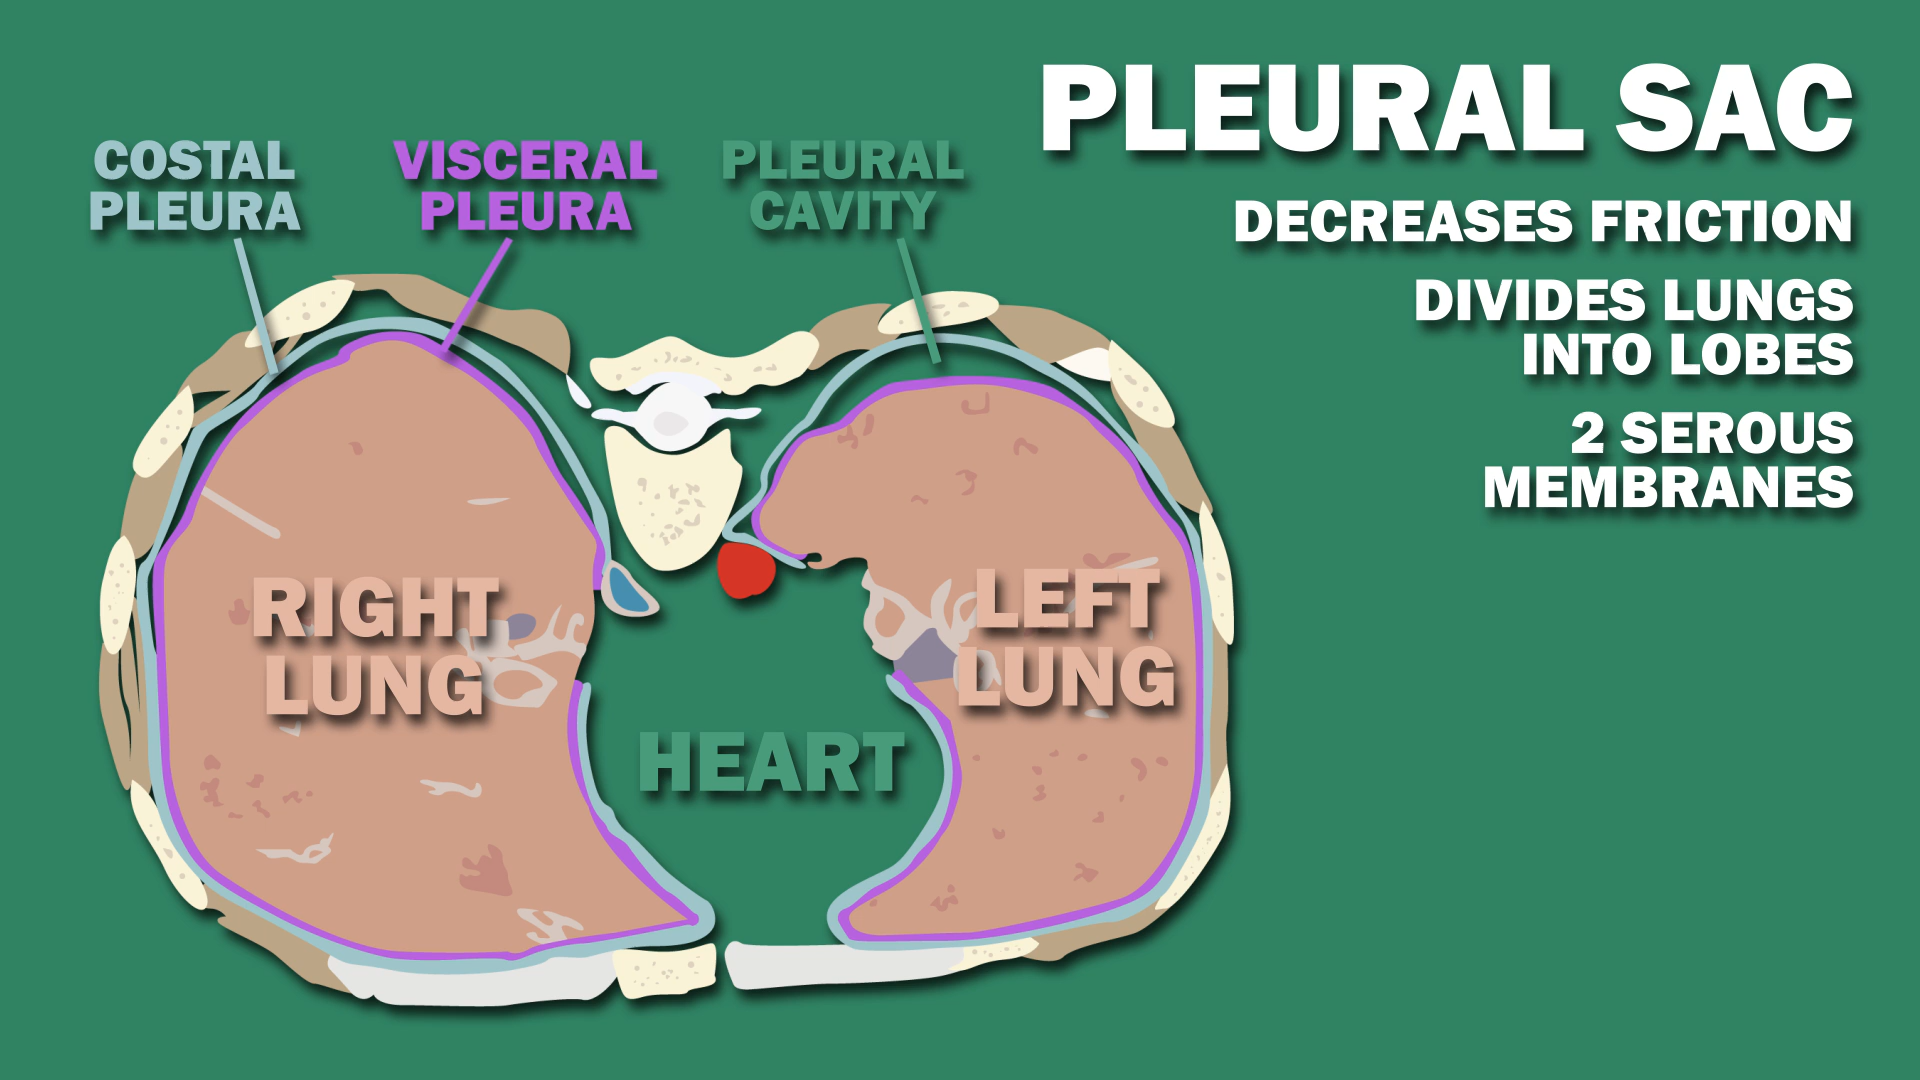 PLEURAL SAC
DECREASES FRICTION
DIVIDES LUNGS
INTO LOBES
2 SEROUS
MEMBRANES
COSTAL
PLEURA
VISCERAL
PLEURA
PLEURAL
CAVITY
RIGHT
LUNG
LEFT
LUNG
HEART